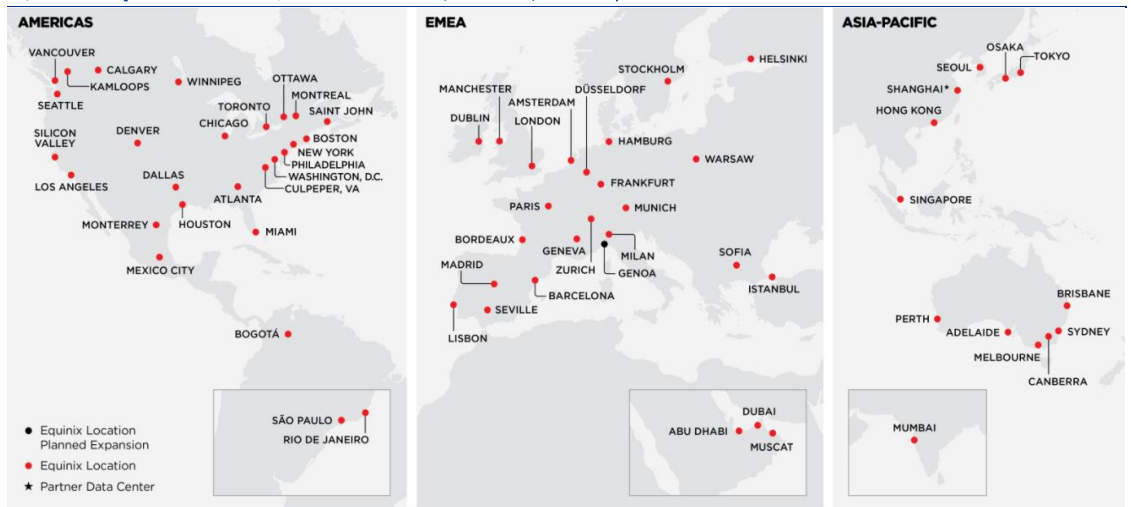 AMERICAS
VANCOUVER
CALGARY
KAMLOOPS
SEATTLE
WINNIPEG
OTTAWA
MONTREAL
TORONTO
SAINT JOHN
CHICAGO
SILICON
VALLEY
DENVER
BOSTON
NEW YORK
PHILADELPHIA
WASHINGTON, D.C.
CULPEPER, VA
LOS ANGELES
DALLAS
ATLANTA
MONTERREY
HOUSTON
MIAMI
MEXICO CITY
BOGOTÁ
SÃO PAULO
RIO DE JANEIRO
Equinix Location
Planned Expansion
Equinix Location
★ Partner Data Center
EMEA
HELSINKI
STOCKHOLM
MANCHESTER
DÜSSELDORF
AMSTERDAM
DUBLIN
LONDON
HAMBURG
WARSAW
FRANKFURT
PARIS
MUNICH
BORDEAUX
GENEVA
MILAN
SOFIA
MADRID
ZURICH
GENOA
ISTANBUL
BARCELONA
SEVILLE
LISBON
DUBAI
ABU DHABI
MUSCAT
ASIA-PACIFIC
OSAKA
TOKYO
SEOUL
SHANGHAI*
HONG KONG
SINGAPORE
BRISBANE
PERTH
ADELAIDE
SYDNEY
MELBOURNE
CANBERRA
MUMBAI